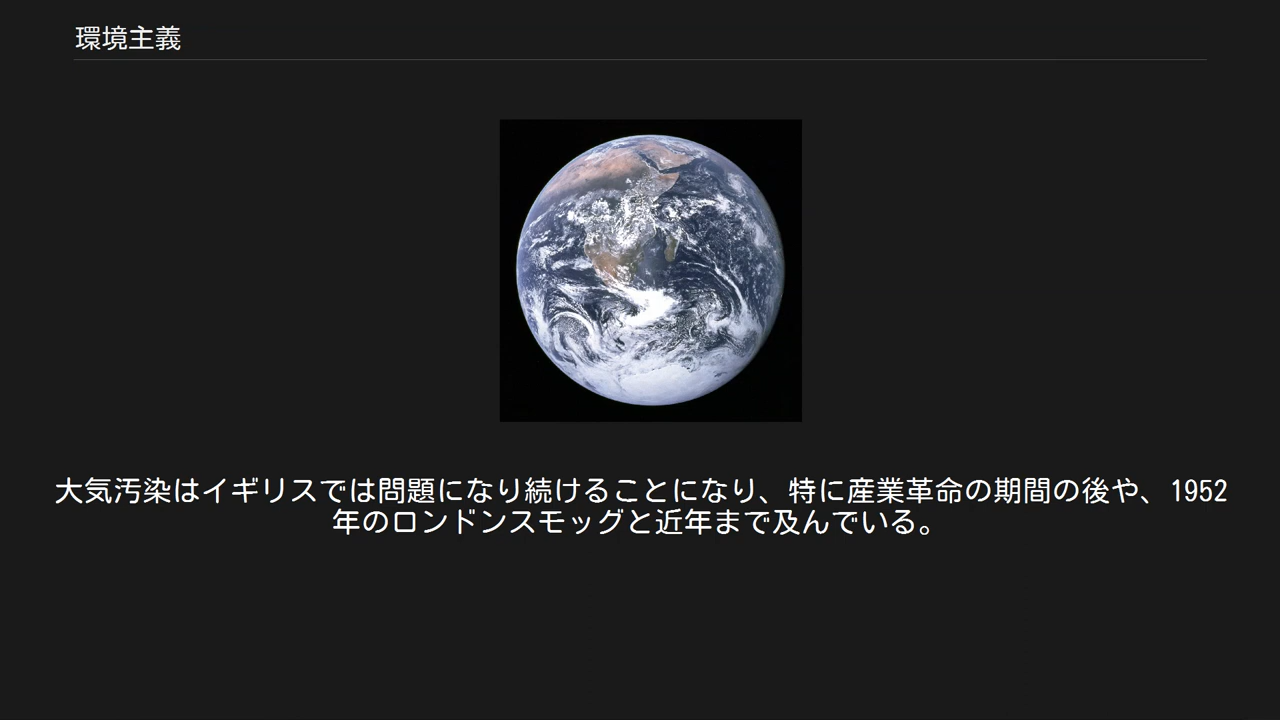 環境主義
大気汚染はイギリスでは問題になり続けることになり、特に産業革命の期間の後や、1952
年のロンドンスモッグと近年まで及んでいる。